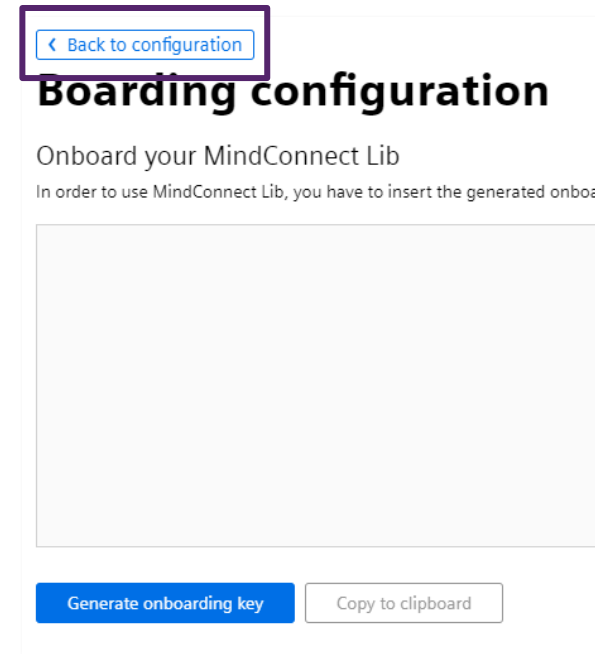 Back to configuration
Boarding configuration
Onboard your MindConnect Lib
In order to use MindConnect Lib, you have to insert the generated
Generate onboarding key
Copy to clipboard